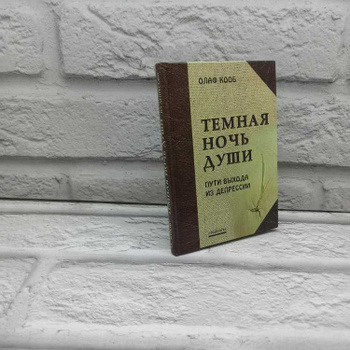 ОЛАФ КООБ
ТЕМНАЯ
НОЧЬ
ДУШИ
ПУТИ ВЫХОДА
ИЗ ДЕПРЕССИИ